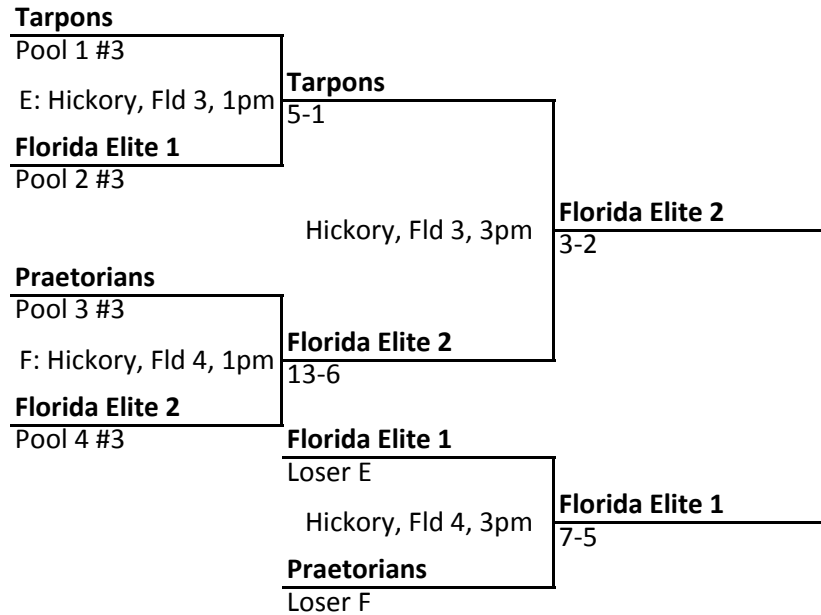 Tarpons
Pool 1 #3
E: Hickory, Fld 3, 1pm
Florida Elite 1
Pool 2 #3
Tarpons
5-1
Praetorians
Pool 3 #3
F: Hickory, Fld 4, 1pm
Florida Elite 2
Pool 4 #3
Florida Elite 2
13-6
Hickory, Fld 3, 3pm
Florida Elite 2
3-2
Florida Elite 1
Loser E
Hickory, Fld 4, 3pm
Praetorians
Loser F
Florida Elite 1
7-5